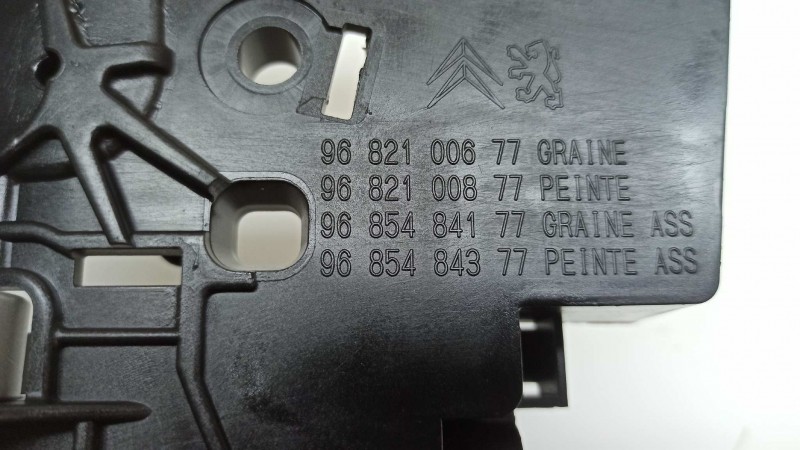 96 821 006 77 GRAINE
96 821 008 77 PEINTE
96 854 841 77 GRAINE ASS
96 854 843 77 PEINTE ASS